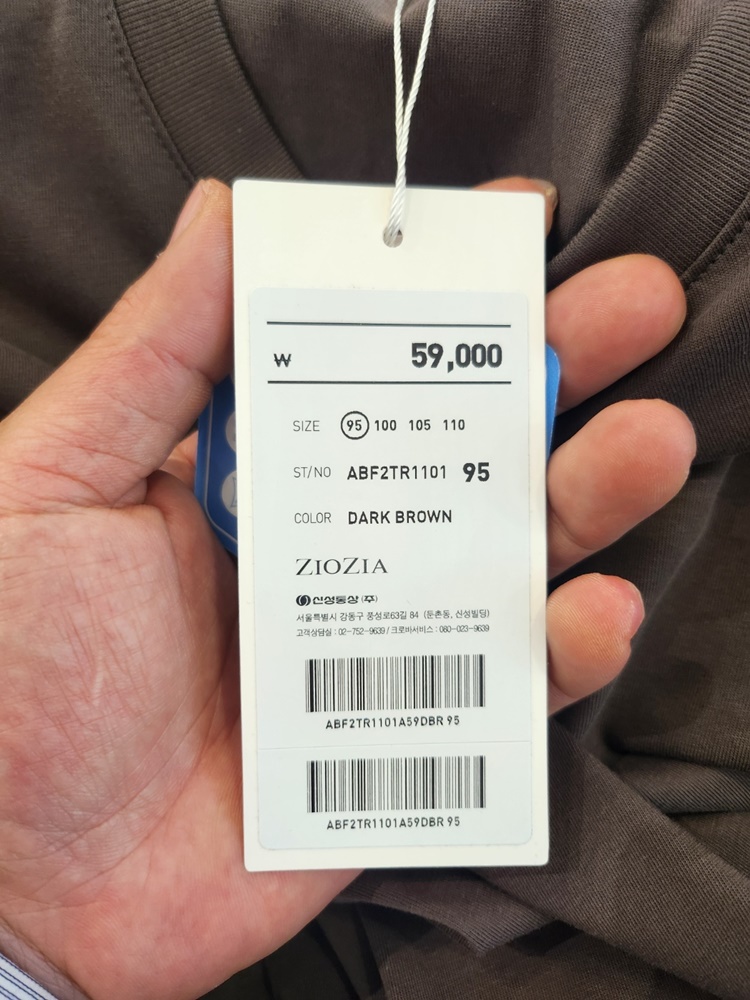 ₩ 59,000
SIZE 95 100 105 110
ST/NO ABF2TR1101 95
COLOR DARK BROWN
ZIOZIA
신성통상 (주)
서울특별시 강동구 풍성로63길 84 (둔촌동, 신성빌딩)
고객상담실 : 02-752-9639 / 크로바서비스 : 080-023-9639
ABF2TR1101A59DBR 95
ABF2TR1101A59DBR 95